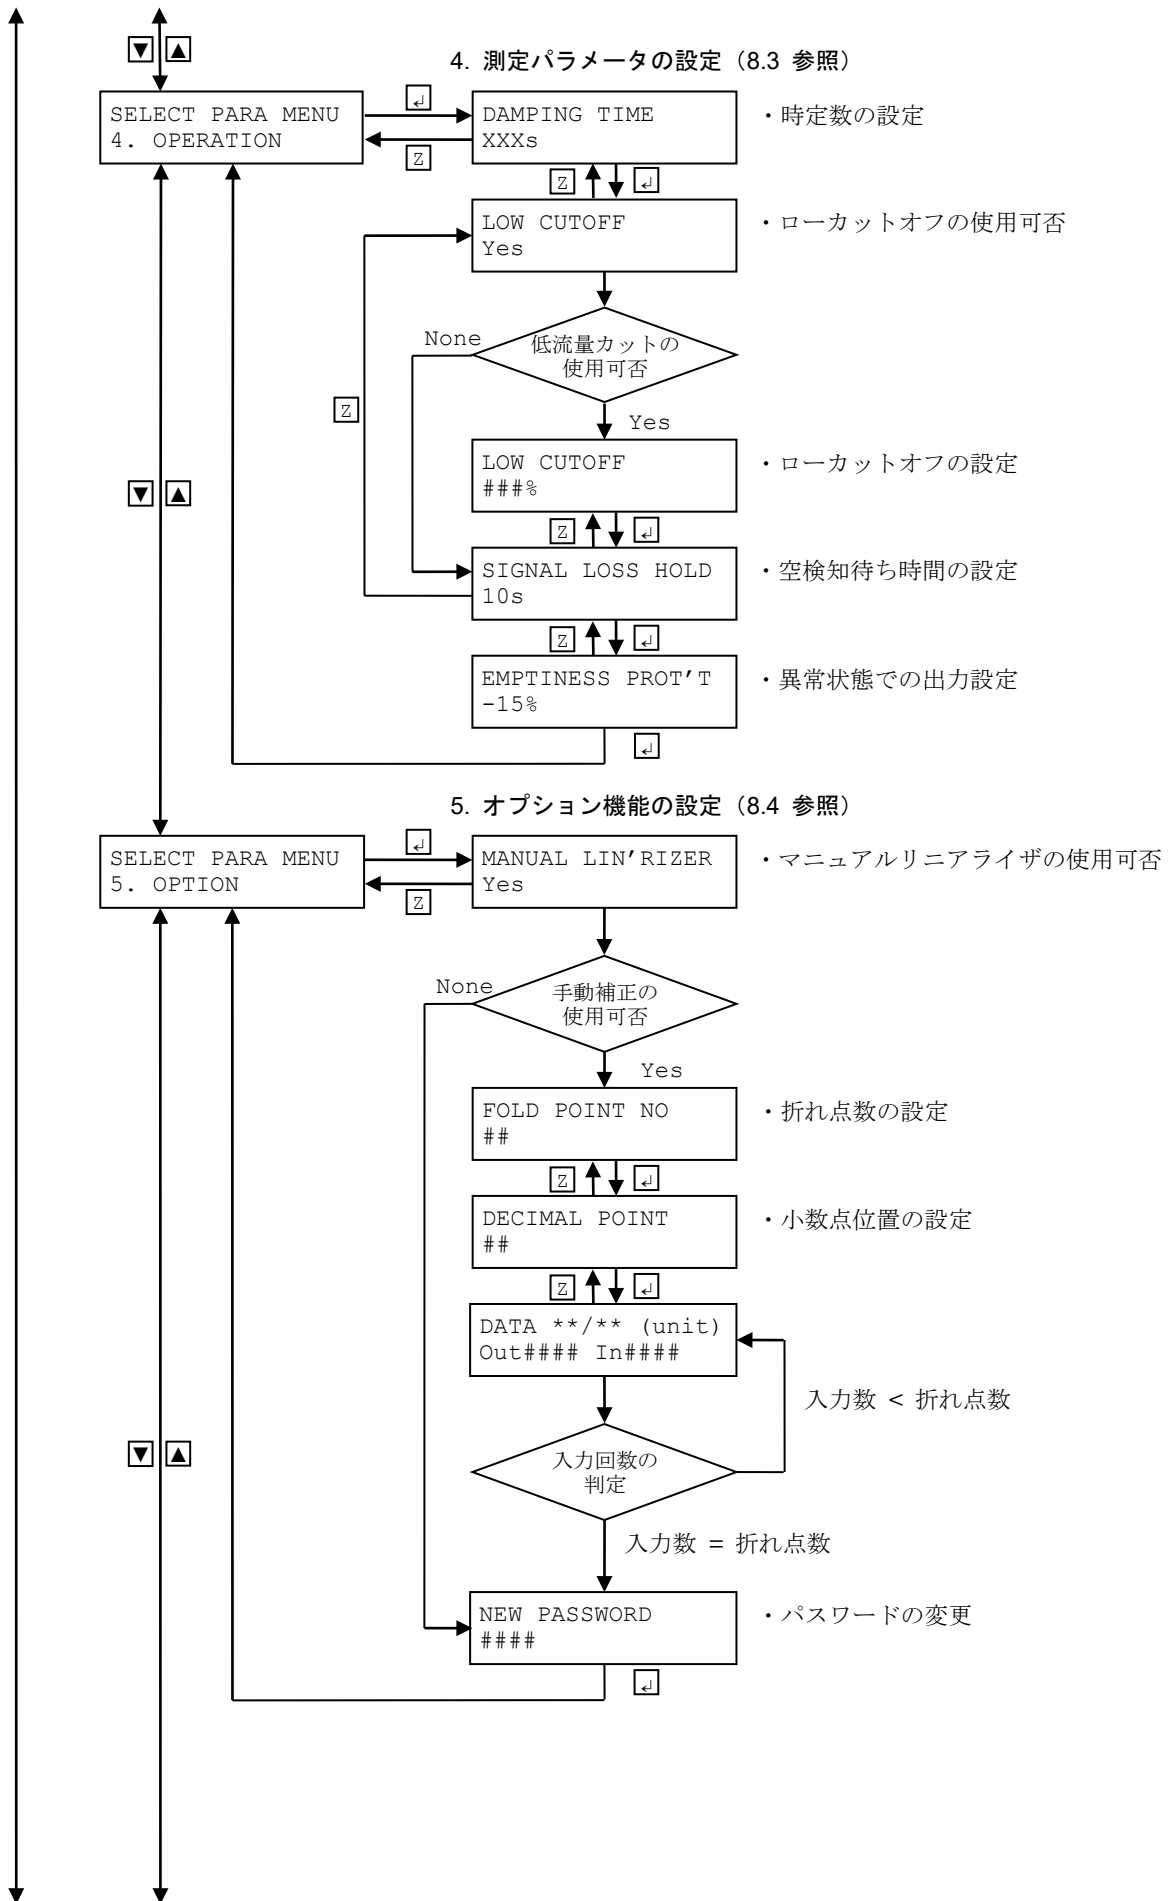 ▼ ▲
4. 測定パラメータの設定（8.3 参照）
SELECT PARA MENU
4. OPERATION
↲
Z
DAMPING TIME
XXXs
・時定数の設定
Z ↲
LOW CUTOFF
Yes
・ローカットオフの使用可否
None
低流量カットの
使用可否
Z
Yes
LOW CUTOFF
###%
・ローカットオフの設定
▼ ▲
Z ↲
SIGNAL LOSS HOLD
10s
・空検知待ち時間の設定
Z ↲
EMPTINESS PROT’T
-15%
・異常状態での出力設定
↲
5. オプション機能の設定（8.4 参照）
SELECT PARA MENU
5. OPTION
↲
Z
MANUAL LIN’RIZER
Yes
・マニュアルリニアライザの使用可否
None
手動補正の
使用可否
Yes
FOLD POINT NO
##
・折れ点数の設定
Z ↲
DECIMAL POINT
##
・小数点位置の設定
Z ↲
DATA **/** (unit)
Out#### In####
入力数 < 折れ点数
▼ ▲
入力回数の
判定
入力数 = 折れ点数
NEW PASSWORD
####
・パスワードの変更
↲